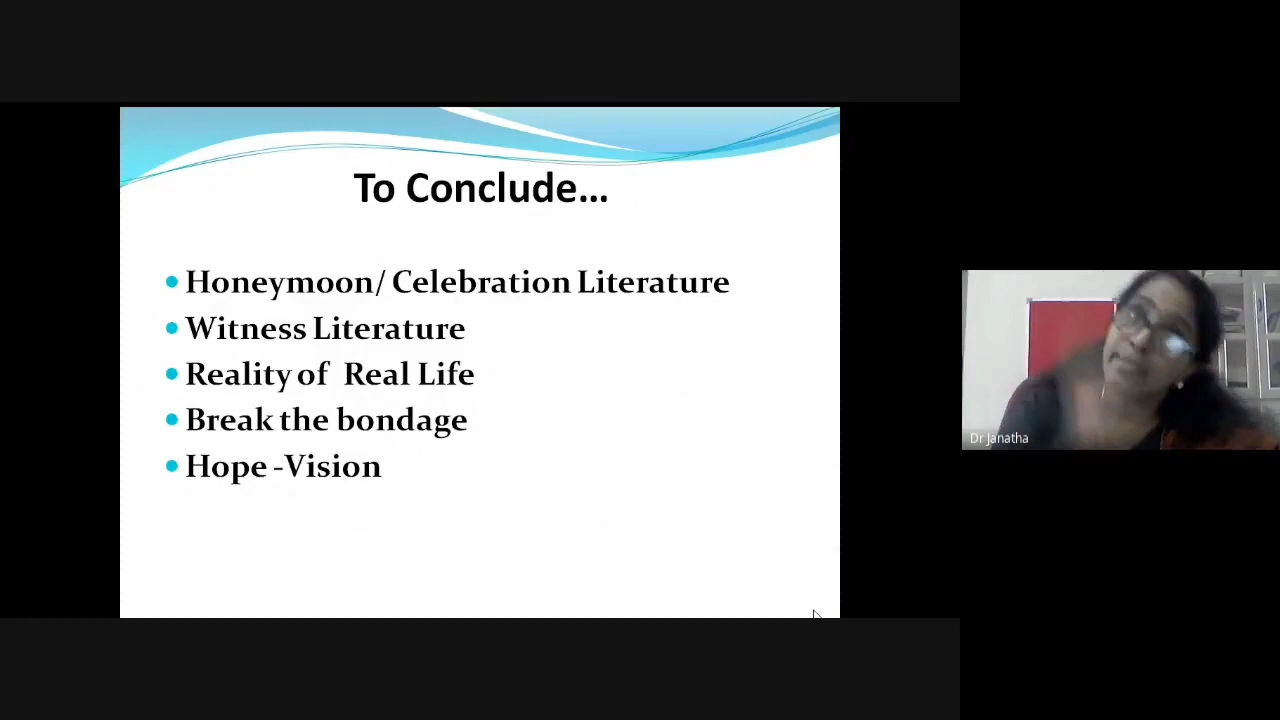 To Conclude...
Honeymoon/ Celebration Literature
Witness Literature
Reality of Real Life
Break the bondage
Hope -Vision
Dr Janatha